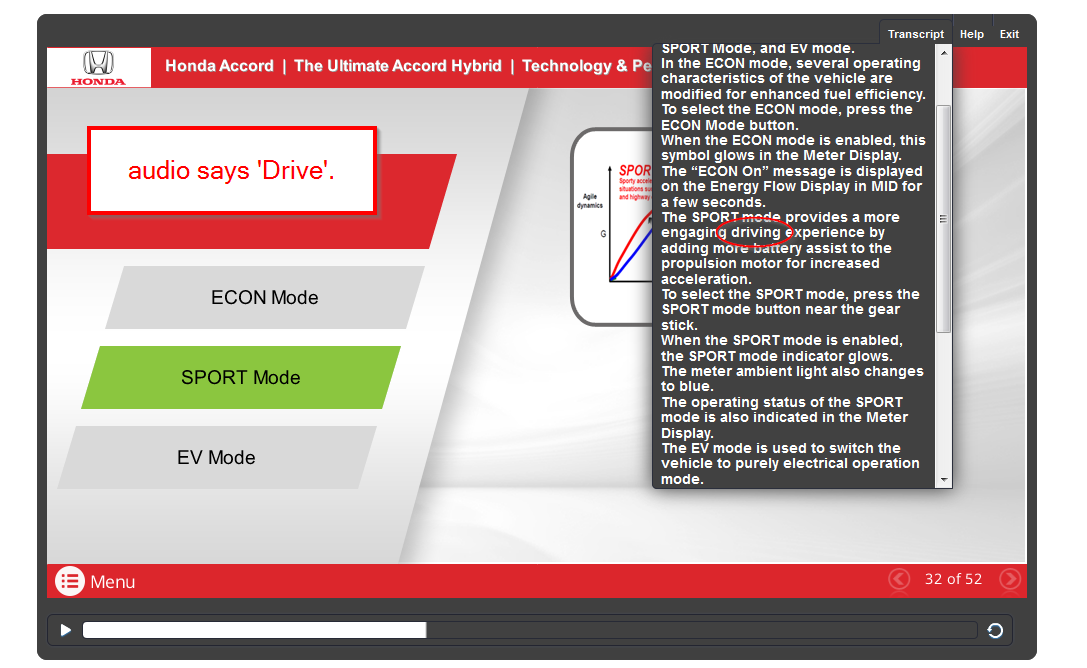 Transcript Help Exit
HONDA
Honda Accord | The Ultimate Accord Hybrid | Technology & Pe
audio says 'Drive'.
ECON Mode
SPORT Mode
EV Mode
SPOR
Sporty accele
situations su
and highway
Agile
dynamics
G
SPORT Mode, and EV mode.
In the ECON mode, several operating
characteristics of the vehicle are
modified for enhanced fuel efficiency.
To select the ECON mode, press the
ECON Mode button.
When the ECON mode is enabled, this
symbol glows in the Meter Display.
The “ECON On” message is displayed
on the Energy Flow Display in MID for
a few seconds.
The SPORT mode provides a more
engaging driving experience by
adding more battery assist to the
propulsion motor for increased
acceleration.
To select the SPORT mode, press the
SPORT mode button near the gear
stick.
When the SPORT mode is enabled,
the SPORT mode indicator glows.
The meter ambient light also changes
to blue.
The operating status of the SPORT
mode is also indicated in the Meter
Display.
The EV mode is used to switch the
vehicle to purely electrical operation
mode.
Menu
32 of 52